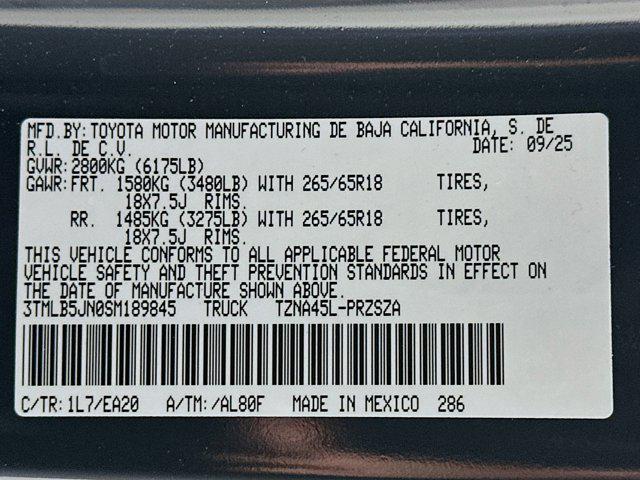 MFD.BY:TOYOTA MOTOR MANUFACTURING DE BAJA CALIFORNIA, S. DE
R.L. DE C.V. DATE: 09/25
GVWR:2800KG (6175LB)
GAWR:FRT. 1580KG (3480LB) WITH 265/65R18 TIRES,
18X7.5J RIMS.
RR. 1485KG (3275LB) WITH 265/65R18 TIRES,
18X7.5J RIMS.
THIS VEHICLE CONFORMS TO ALL APPLICABLE FEDERAL MOTOR
VEHICLE SAFETY AND THEFT PREVENTION STANDARDS IN EFFECT ON
THE DATE OF MANUFACTURE SHOWN ABOVE.
3TMLB5JN0SM189845 TRUCK TZNA45L-PRZSZA
C/TR:1L7/EA20 A/TM:/AL80F MADE IN MEXICO 286